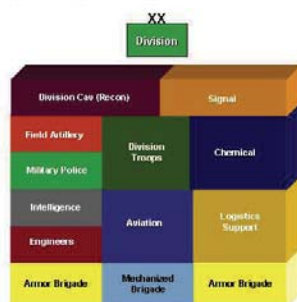 XX
Division
Division Cav (Recon)
Signal
Field Artillery
Division
Troops
Chemical
Military Police
Intelligence
Aviation
Logistics
Support
Engineers
Armor Brigade
Mechanized
Brigade
Armor Brigade